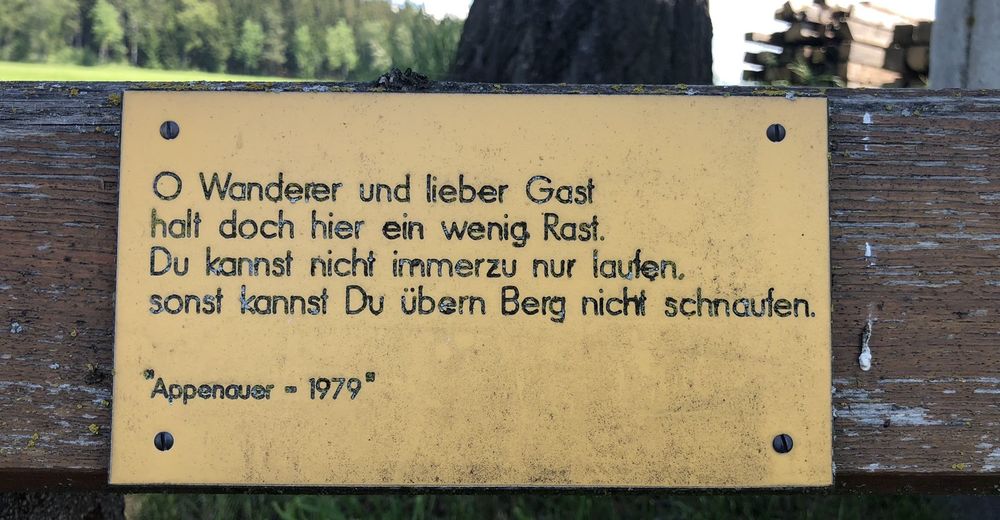 O Wanderer und lieber Gast
halt doch hier ein wenig Rast.
Du kannst nicht immerzu nur laufen.
sonst kannst Du übern Berg nicht schnaufen.
"Appenauer - 1979"